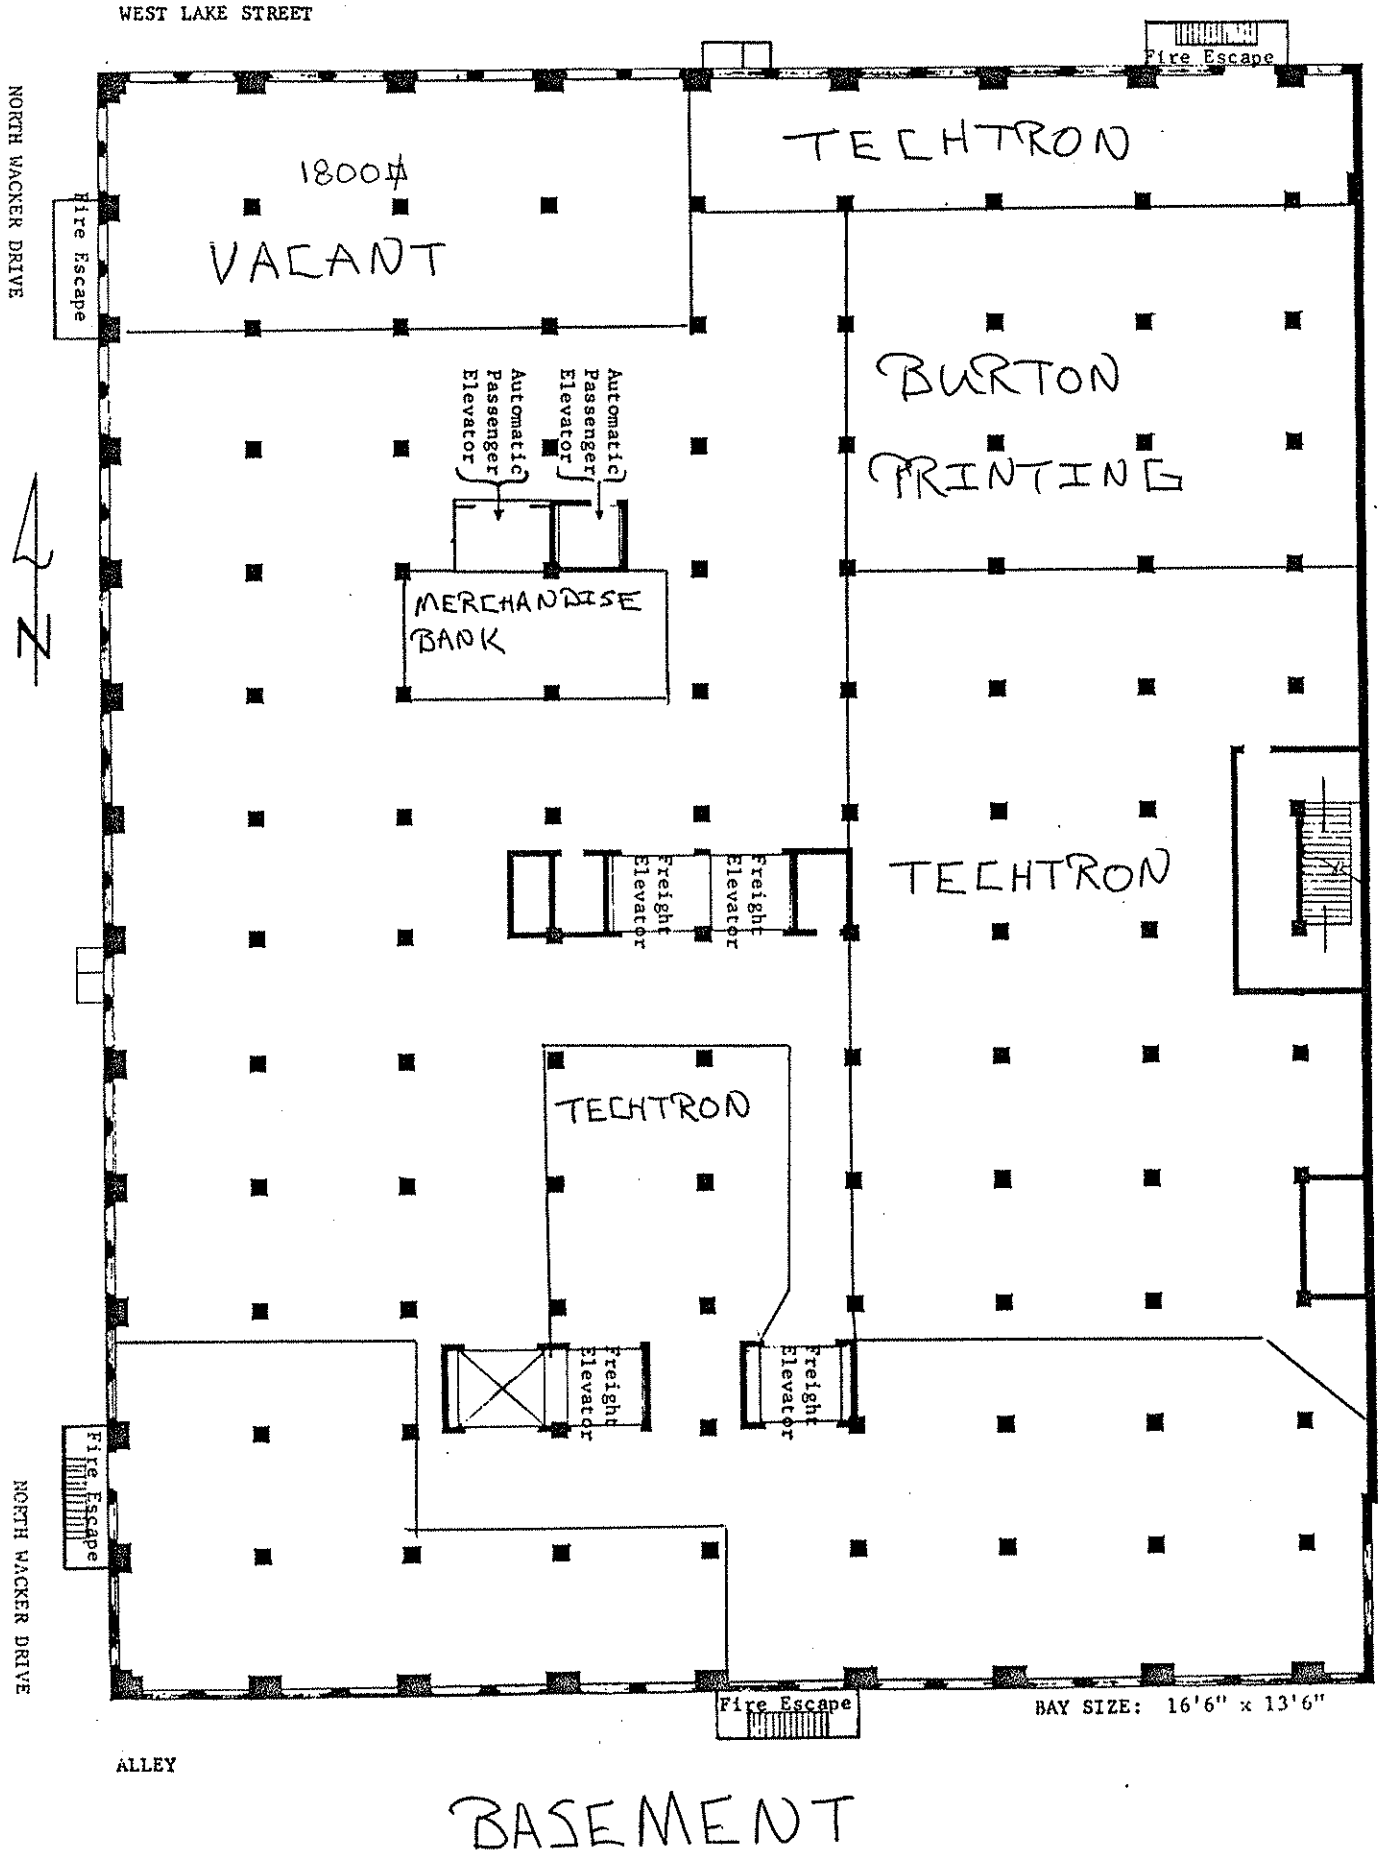 WEST LAKE STREET
Fire Escape
NORTH WACKER DRIVE
TECHTRON
1800⌗
Fire Escape
VACANT
BURTON
PRINTING
Automatic
Passenger
Elevator
Automatic
Passenger
Elevator
N
MERCHANDISE
BANK
TECHTRON
Freight
Elevator
Freight
Elevator
TECHTRON
Freight
Elevator
Freight
Elevator
Fire Escape
NORTH WACKER DRIVE
Fire Escape
BAY SIZE: 16'6" x 13'6"
ALLEY
BASEMENT